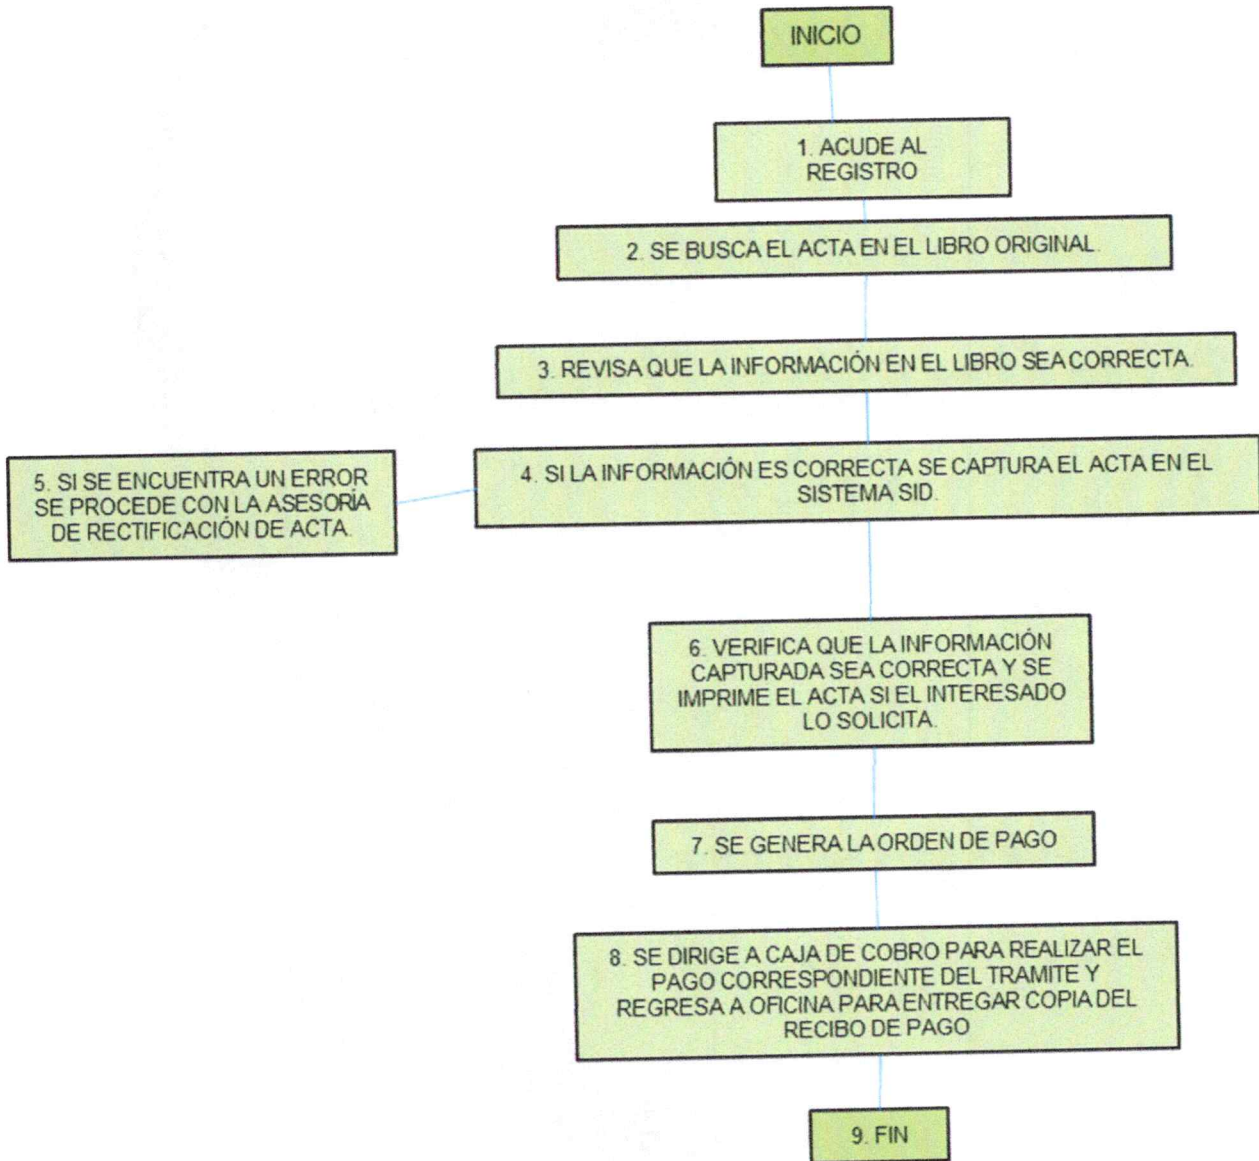 INICIO
1. ACUDE AL
REGISTRO
2. SE BUSCA EL ACTA EN EL LIBRO ORIGINAL.
3. REVISA QUE LA INFORMACIÓN EN EL LIBRO SEA CORRECTA.
4. SI LA INFORMACIÓN ES CORRECTA SE CAPTURA EL ACTA EN EL
SISTEMA SID.
5. SI SE ENCUENTRA UN ERROR
SE PROCEDE CON LA ASESORÍA
DE RECTIFICACIÓN DE ACTA.
6. VERIFICA QUE LA INFORMACIÓN
CAPTURADA SEA CORRECTA Y SE
IMPRIME EL ACTA SI EL INTERESADO
LO SOLICITA.
7. SE GENERA LA ORDEN DE PAGO
8. SE DIRIGE A CAJA DE COBRO PARA REALIZAR EL
PAGO CORRESPONDIENTE DEL TRAMITE Y
REGRESA A OFICINA PARA ENTREGAR COPIA DEL
RECIBO DE PAGO
9. FIN